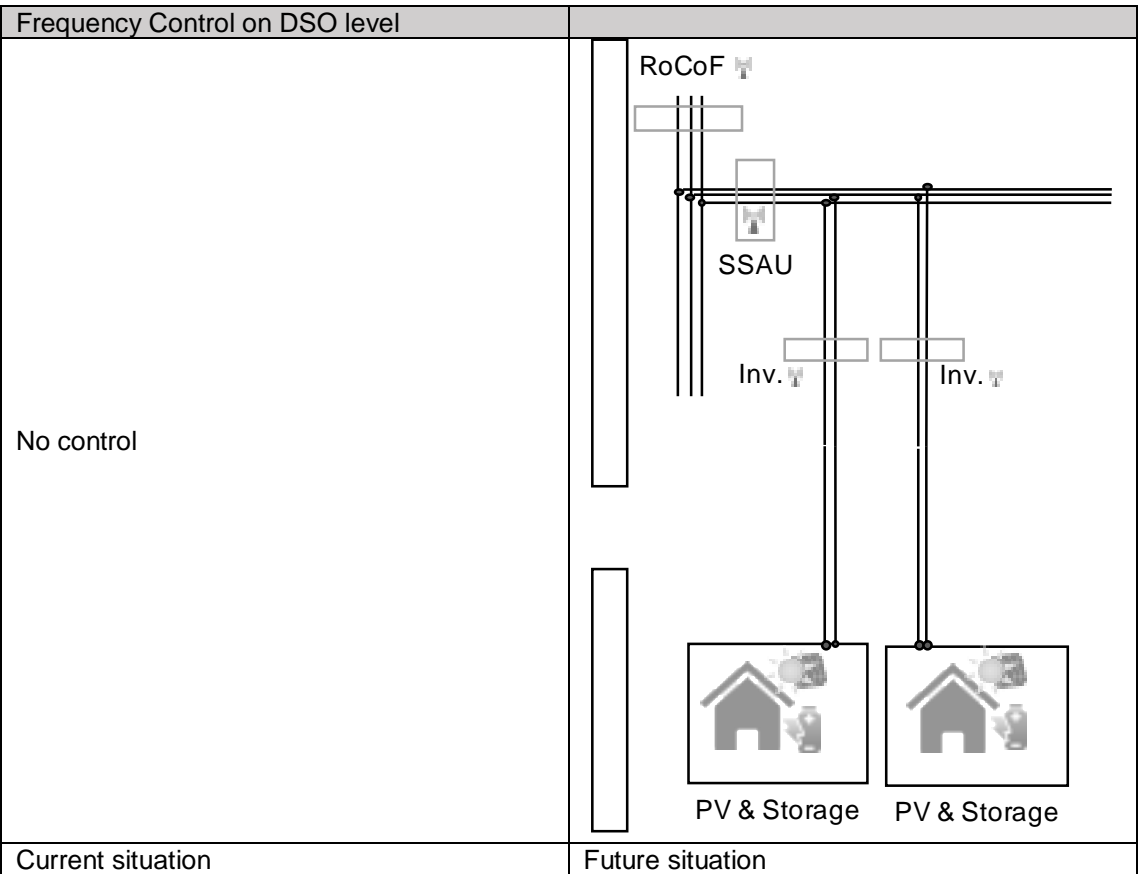 Frequency Control on DSO level
No control
RoCoF
SSAU
Inv.
Inv.
PV & Storage
PV & Storage
Current situation
Future situation